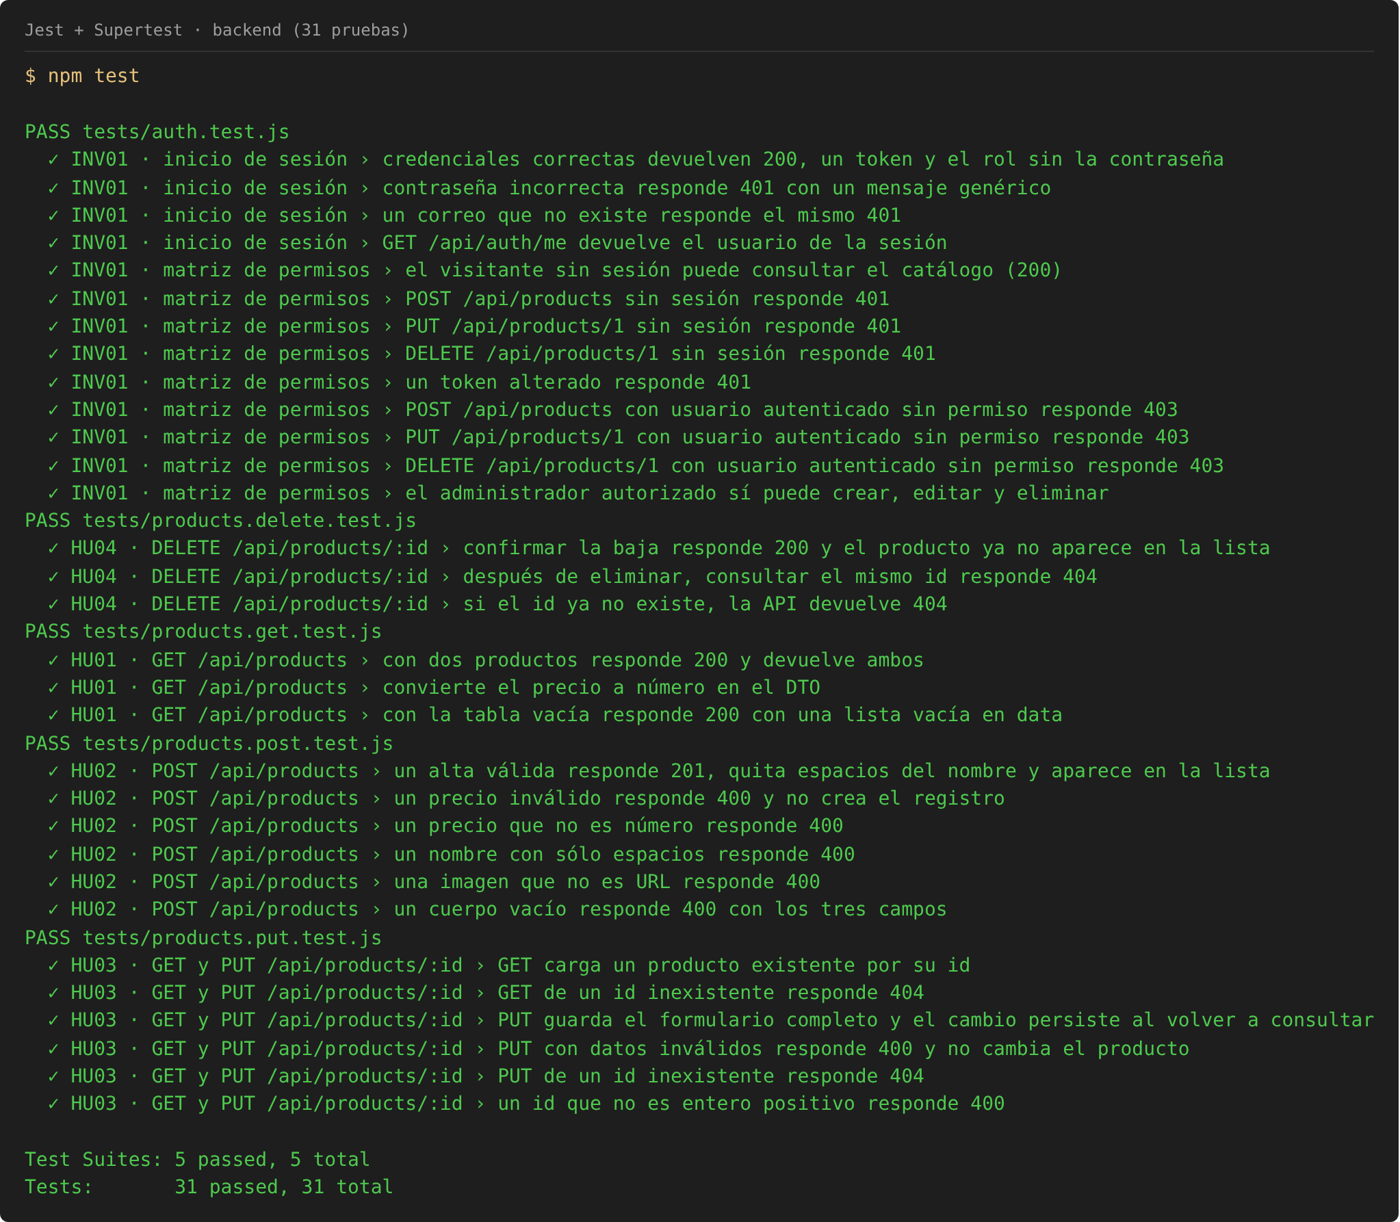 Jest + Supertest · backend (31 pruebas)
$ npm test
PASS tests/auth.test.js
✓ INV01 · inicio de sesión › credenciales correctas devuelven 200, un token y el rol sin la contraseña
✓ INV01 · inicio de sesión › contraseña incorrecta responde 401 con un mensaje genérico
✓ INV01 · inicio de sesión › un correo que no existe responde el mismo 401
✓ INV01 · inicio de sesión › GET /api/auth/me devuelve el usuario de la sesión
✓ INV01 · matriz de permisos › el visitante sin sesión puede consultar el catálogo (200)
✓ INV01 · matriz de permisos › POST /api/products sin sesión responde 401
✓ INV01 · matriz de permisos › PUT /api/products/1 sin sesión responde 401
✓ INV01 · matriz de permisos › DELETE /api/products/1 sin sesión responde 401
✓ INV01 · matriz de permisos › un token alterado responde 401
✓ INV01 · matriz de permisos › POST /api/products con usuario autenticado sin permiso responde 403
✓ INV01 · matriz de permisos › PUT /api/products/1 con usuario autenticado sin permiso responde 403
✓ INV01 · matriz de permisos › DELETE /api/products/1 con usuario autenticado sin permiso responde 403
✓ INV01 · matriz de permisos › el administrador autorizado sí puede crear, editar y eliminar
PASS tests/products.delete.test.js
✓ HU04 · DELETE /api/products/:id › confirmar la baja responde 200 y el producto ya no aparece en la lista
✓ HU04 · DELETE /api/products/:id › después de eliminar, consultar el mismo id responde 404
✓ HU04 · DELETE /api/products/:id › si el id ya no existe, la API devuelve 404
PASS tests/products.get.test.js
✓ HU01 · GET /api/products › con dos productos responde 200 y devuelve ambos
✓ HU01 · GET /api/products › convierte el precio a número en el DTO
✓ HU01 · GET /api/products › con la tabla vacía responde 200 con una lista vacía en data
PASS tests/products.post.test.js
✓ HU02 · POST /api/products › un alta válida responde 201, quita espacios del nombre y aparece en la lista
✓ HU02 · POST /api/products › un precio inválido responde 400 y no crea el registro
✓ HU02 · POST /api/products › un precio que no es número responde 400
✓ HU02 · POST /api/products › un nombre con sólo espacios responde 400
✓ HU02 · POST /api/products › una imagen que no es URL responde 400
✓ HU02 · POST /api/products › un cuerpo vacío responde 400 con los tres campos
PASS tests/products.put.test.js
✓ HU03 · GET y PUT /api/products/:id › GET carga un producto existente por su id
✓ HU03 · GET y PUT /api/products/:id › GET de un id inexistente responde 404
✓ HU03 · GET y PUT /api/products/:id › PUT guarda el formulario completo y el cambio persiste al volver a consultar
✓ HU03 · GET y PUT /api/products/:id › PUT con datos inválidos responde 400 y no cambia el producto
✓ HU03 · GET y PUT /api/products/:id › PUT de un id inexistente responde 404
✓ HU03 · GET y PUT /api/products/:id › un id que no es entero positivo responde 400
Test Suites: 5 passed, 5 total
Tests:       31 passed, 31 total